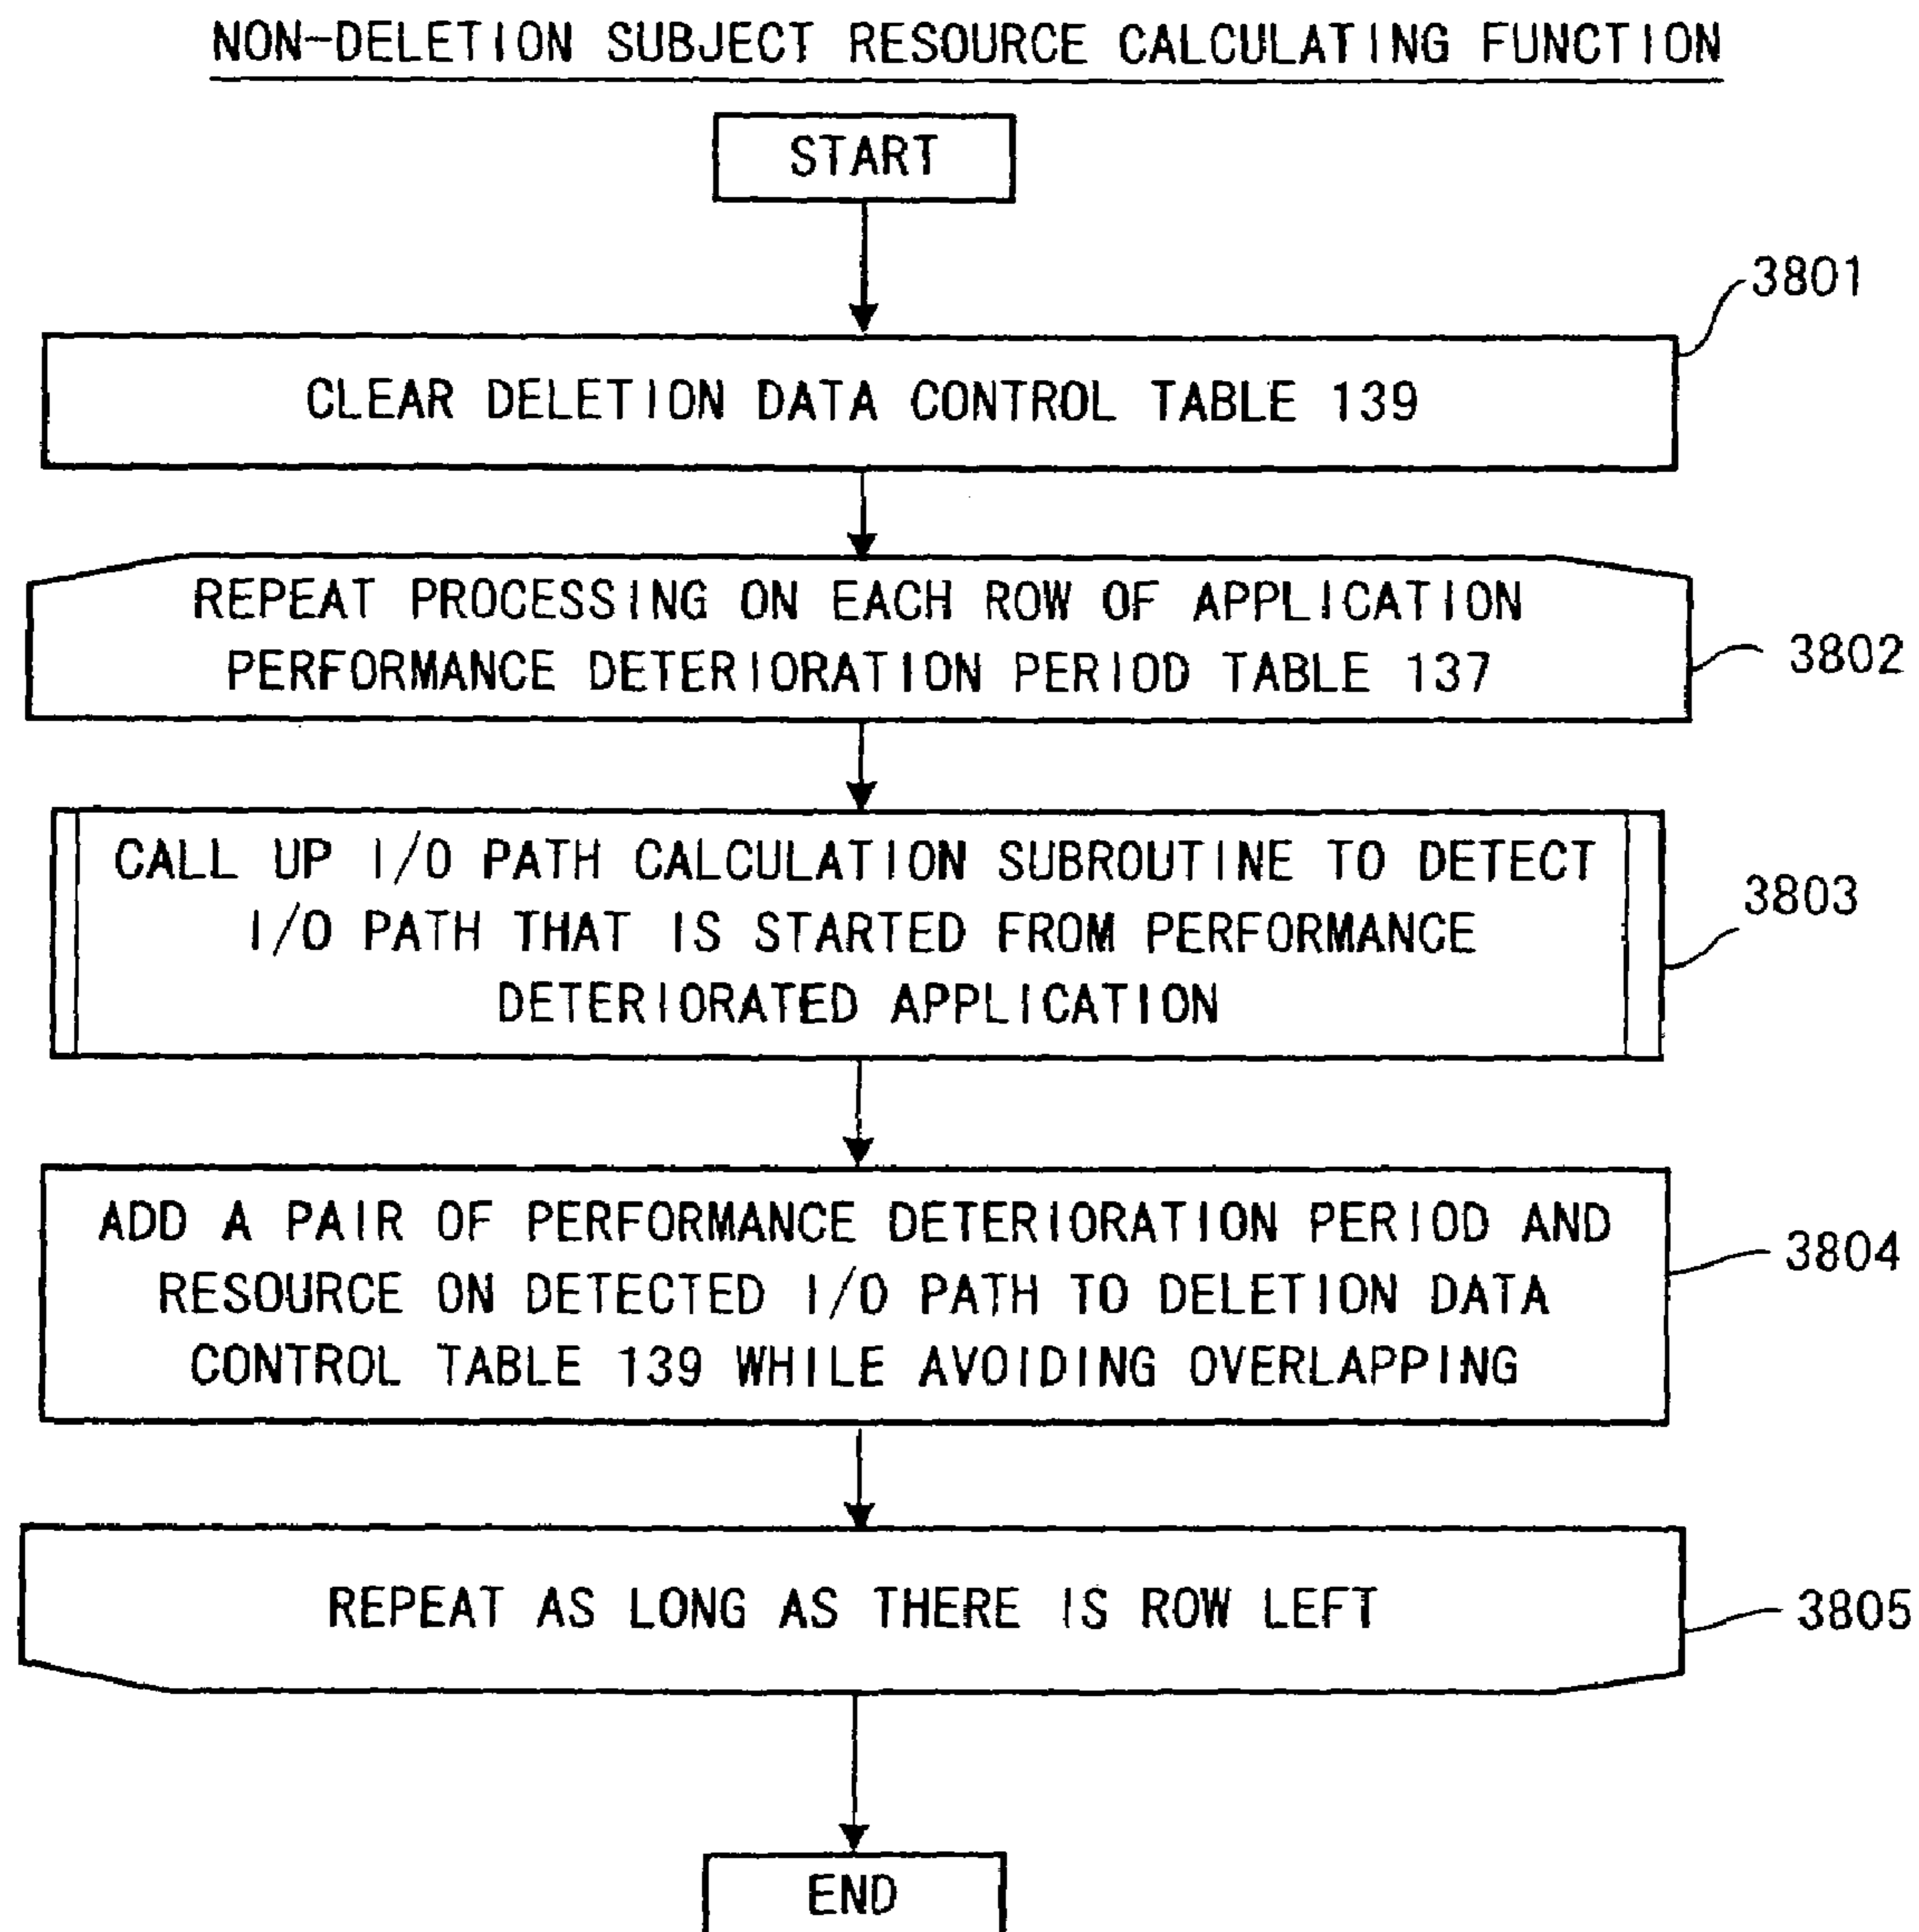 NON-DELETION SUBJECT RESOURCE CALCULATING FUNCTION
START
3801
CLEAR DELETION DATA CONTROL TABLE 139
REPEAT PROCESSING ON EACH ROW OF APPLICATION
PERFORMANCE DETERIORATION PERIOD TABLE 137
3802
CALL UP I/O PATH CALCULATION SUBROUTINE TO DETECT
I/O PATH THAT IS STARTED FROM PERFORMANCE
DETERIORATED APPLICATION
3803
ADD A PAIR OF PERFORMANCE DETERIORATION PERIOD AND
RESOURCE ON DETECTED I/O PATH TO DELETION DATA
CONTROL TABLE 139 WHILE AVOIDING OVERLAPPING
3804
REPEAT AS LONG AS THERE IS ROW LEFT
3805
END